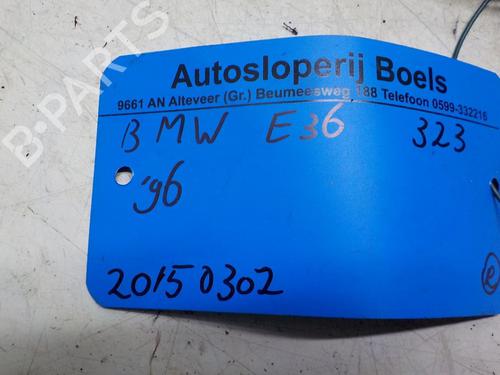 B-PARTS
Autosloperij Boels
9661 AN Alteveer (Gr.) Beumeesweg 188 Telefoon 0599-332216
BMW E36 323
'96
20150302
e